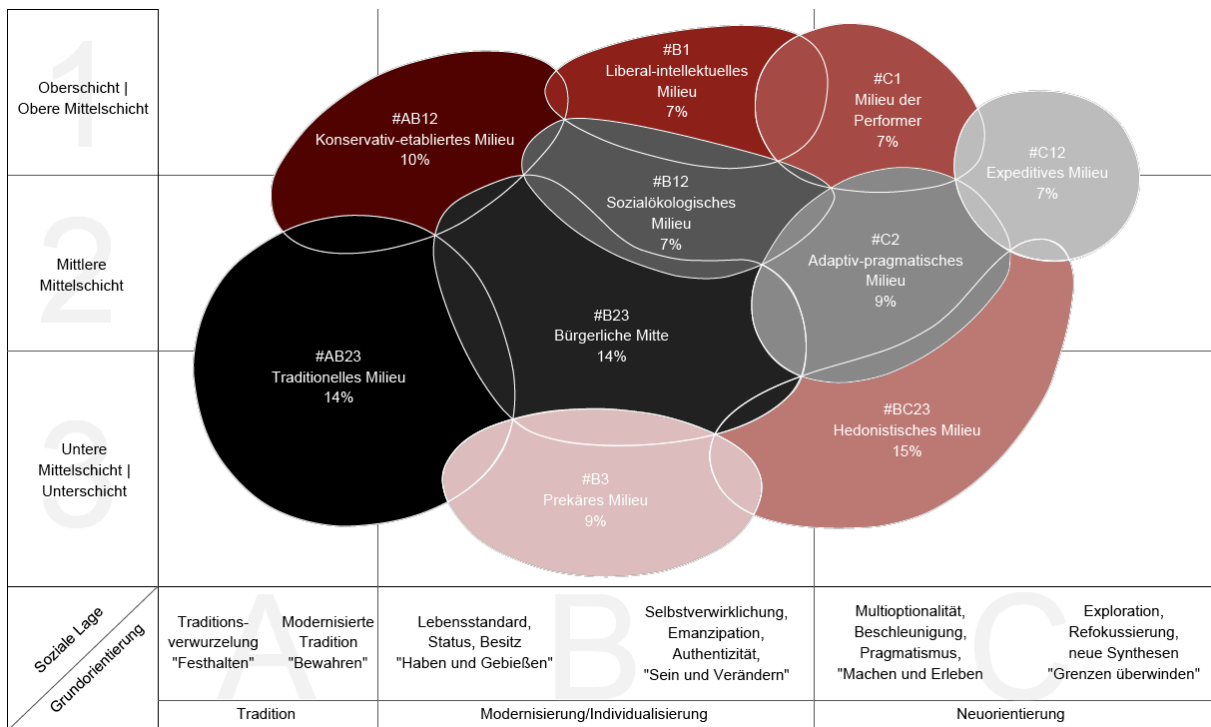 1
Oberschicht |
Obere Mittelschicht
2
Mittlere
Mittelschicht
3
Untere
Mittelschicht |
Unterschicht
#AB12
Konservativ-etabliertes Milieu
10%
#B1
Liberal-intellektuelles
Milieu
7%
#C1
Milieu der
Performer
7%
#C12
Expeditives Milieu
7%
#B12
Sozialökologisches
Milieu
7%
#C2
Adaptiv-pragmatisches
Milieu
9%
#AB23
Traditionelles Milieu
14%
#B23
Bürgerliche Mitte
14%
#BC23
Hedonistisches Milieu
15%
#B3
Prekäres Milieu
9%
Soziale Lage
Grundorientierung
A
Traditions-
verwurzelung
"Festhalten"
Modernisierte
Tradition
"Bewahren"
B
Lebensstandard,
Status, Besitz
"Haben und Gebießen"
Selbstverwirklichung,
Emanzipation,
Authentizität,
"Sein und Verändern"
C
Multioptionalität,
Beschleunigung,
Pragmatismus,
"Machen und Erleben
Exploration,
Refokussierung,
neue Synthesen
"Grenzen überwinden"
Tradition
Modernisierung/Individualisierung
Neuorientierung